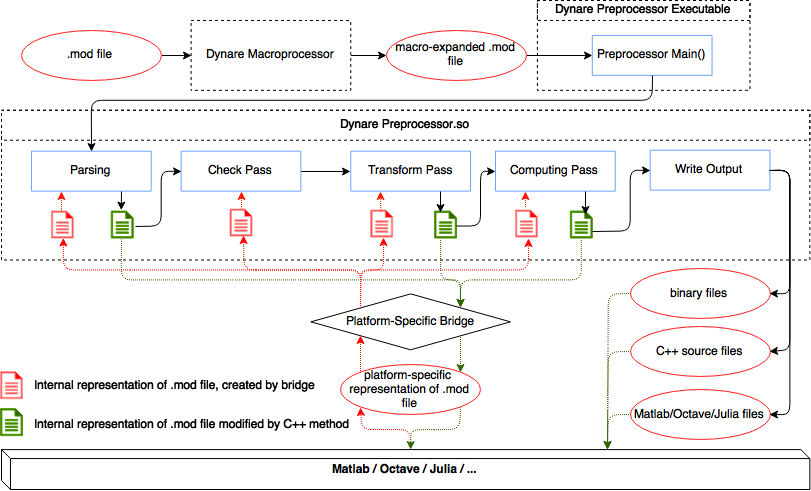 Dynare Preprocessor Executable
.mod file
Dynare Macroprocessor
macro-expanded .mod
file
Preprocessor Main()
Dynare Preprocessor.so
Parsing
Check Pass
Transform Pass
Computing Pass
Write Output
binary files
Platform-Specific Bridge
C++ source files
Internal representation of .mod file, created by bridge
platform-specific
representation of .mod
file
Matlab/Octave/Julia files
Internal representation of .mod file modified by C++ method
Matlab / Octave / Julia / ...